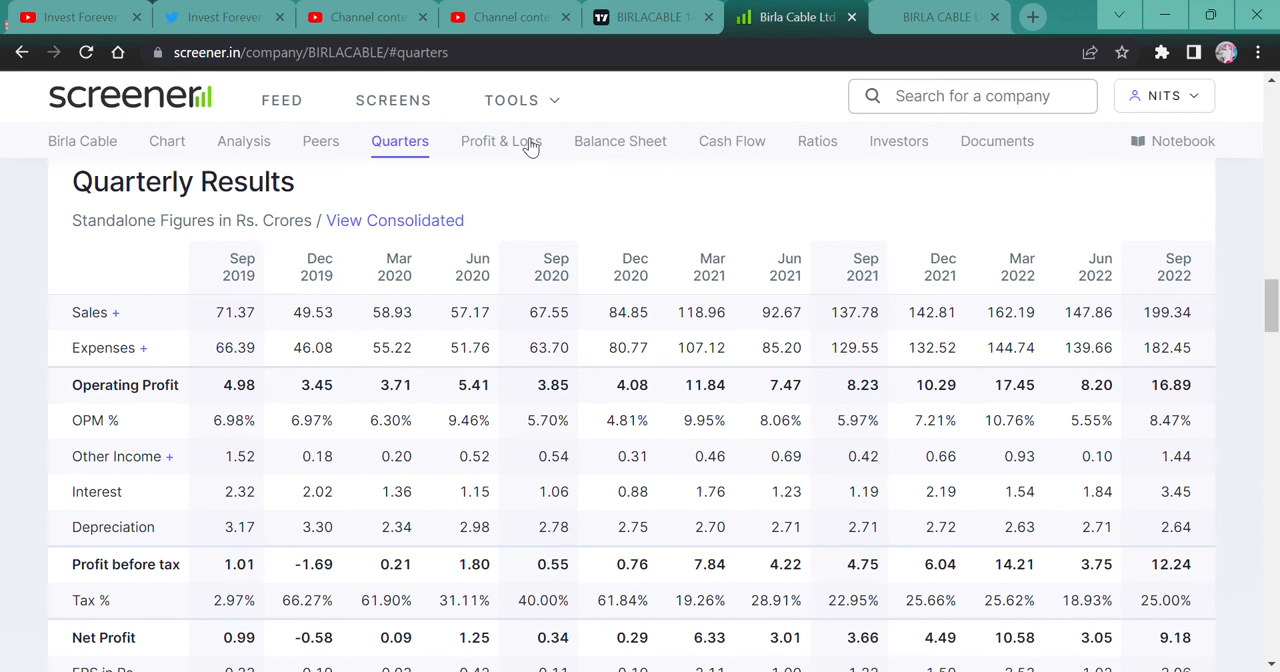 Invest Forever
Invest Forever
Channel conte
Channel conte
BIRLACABLE 1
Birla Cable Ltd
BIRLA CABLE L
screener.in/company/BIRLACABLE/#quarters
screener
FEED
SCREENS
TOOLS
Search for a company
NITS
Birla Cable Chart Analysis Peers Quarters Profit & Loss Balance Sheet Cash Flow Ratios Investors Documents Notebook
Quarterly Results
Standalone Figures in Rs. Crores / View Consolidated
Sep Dec Mar Jun Sep Dec Mar Jun Sep Dec Mar Jun Sep
2019 2019 2020 2020 2020 2020 2021 2021 2021 2021 2022 2022 2022
Sales + 71.37 49.53 58.93 57.17 67.55 84.85 118.96 92.67 137.78 142.81 162.19 147.86 199.34
Expenses + 66.39 46.08 55.22 51.76 63.70 80.77 107.12 85.20 129.55 132.52 144.74 139.66 182.45
Operating Profit 4.98 3.45 3.71 5.41 3.85 4.08 11.84 7.47 8.23 10.29 17.45 8.20 16.89
OPM % 6.98% 6.97% 6.30% 9.46% 5.70% 4.81% 9.95% 8.06% 5.97% 7.21% 10.76% 5.55% 8.47%
Other Income + 1.52 0.18 0.20 0.52 0.54 0.31 0.46 0.69 0.42 0.66 0.93 0.10 1.44
Interest 2.32 2.02 1.36 1.15 1.06 0.88 1.76 1.23 1.19 2.19 1.54 1.84 3.45
Depreciation 3.17 3.30 2.34 2.98 2.78 2.75 2.70 2.71 2.71 2.72 2.63 2.71 2.64
Profit before tax 1.01 -1.69 0.21 1.80 0.55 0.76 7.84 4.22 4.75 6.04 14.21 3.75 12.24
Tax % 2.97% 66.27% 61.90% 31.11% 40.00% 61.84% 19.26% 28.91% 22.95% 25.66% 25.62% 18.93% 25.00%
Net Profit 0.99 -0.58 0.09 1.25 0.34 0.29 6.33 3.01 3.66 4.49 10.58 3.05 9.18